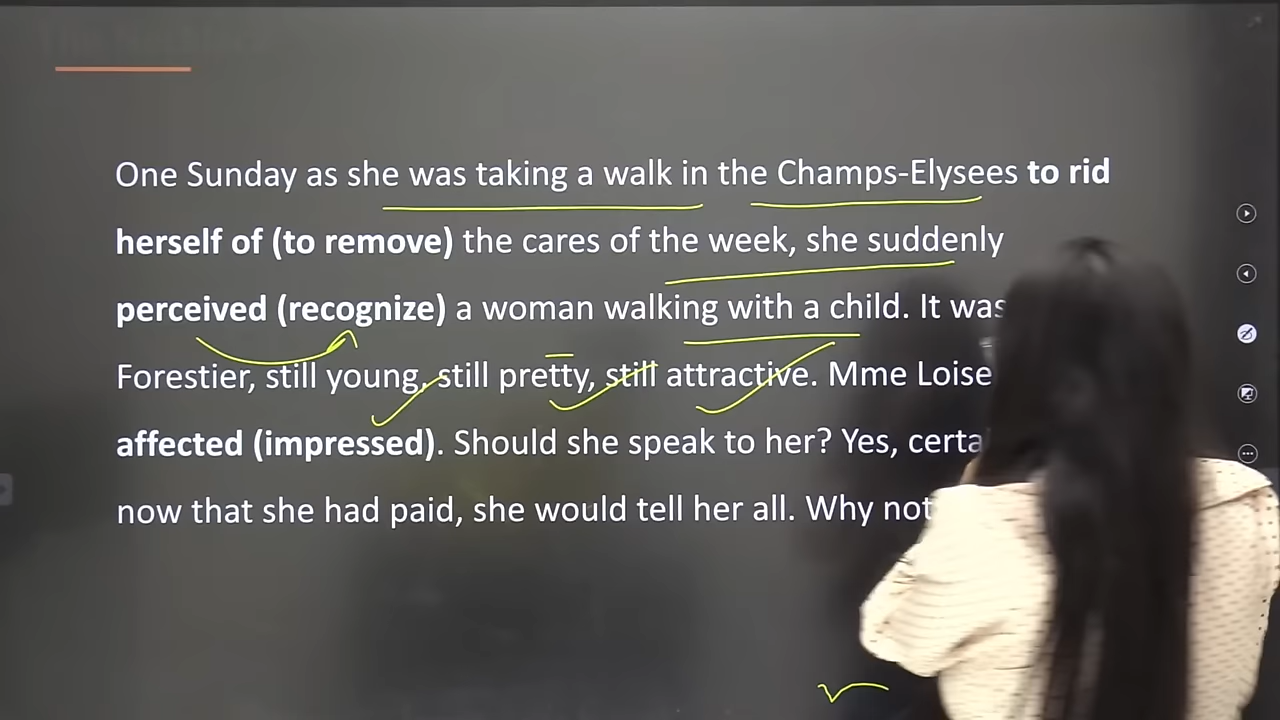 One Sunday as she was taking a walk in the Champs-Elysees to rid
herself of (to remove) the cares of the week, she suddenly
perceived (recognize) a woman walking with a child. It was
Forestier, still young, still pretty, still attractive. Mme Loise
affected (impressed). Should she speak to her? Yes,
now that she had paid, she would tell her all. Why not